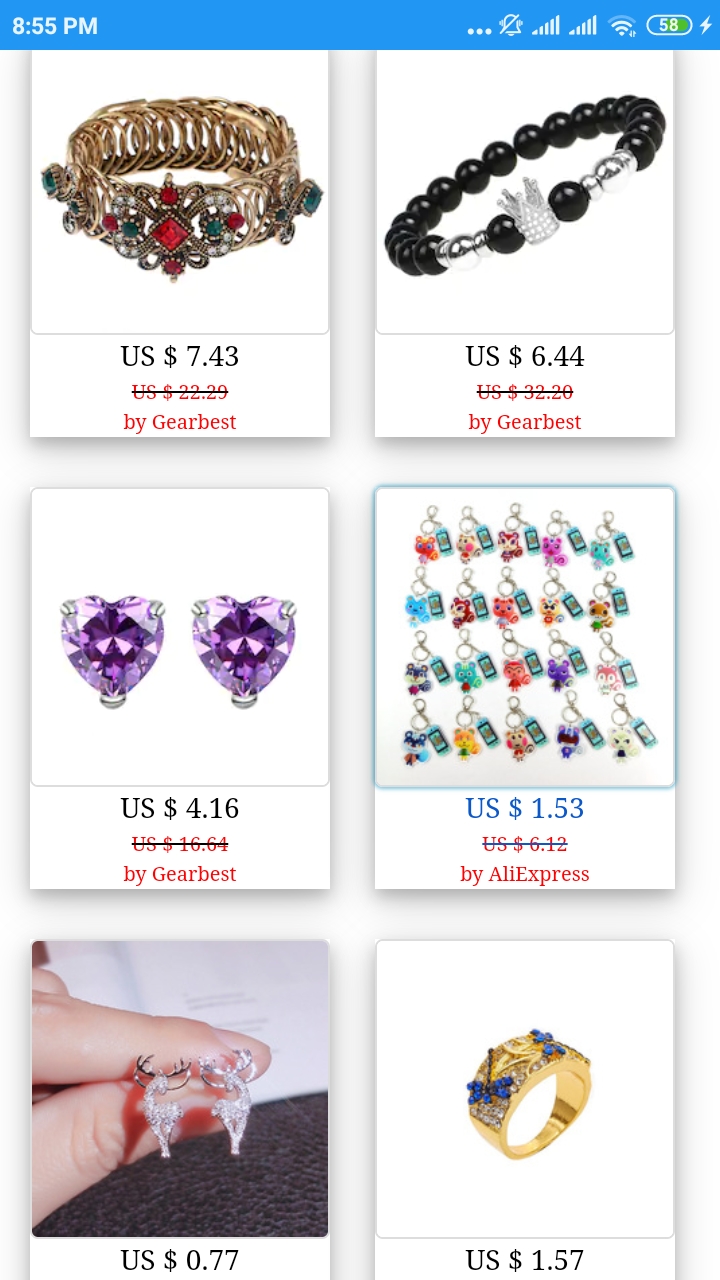 8:55 PM
58
US $ 7.43
US $ 22.29
by Gearbest
US $ 6.44
US $ 32.20
by Gearbest
US $ 4.16
US $ 16.64
by Gearbest
US $ 1.53
US $ 6.12
by AliExpress
US $ 0.77
US $ 1.57